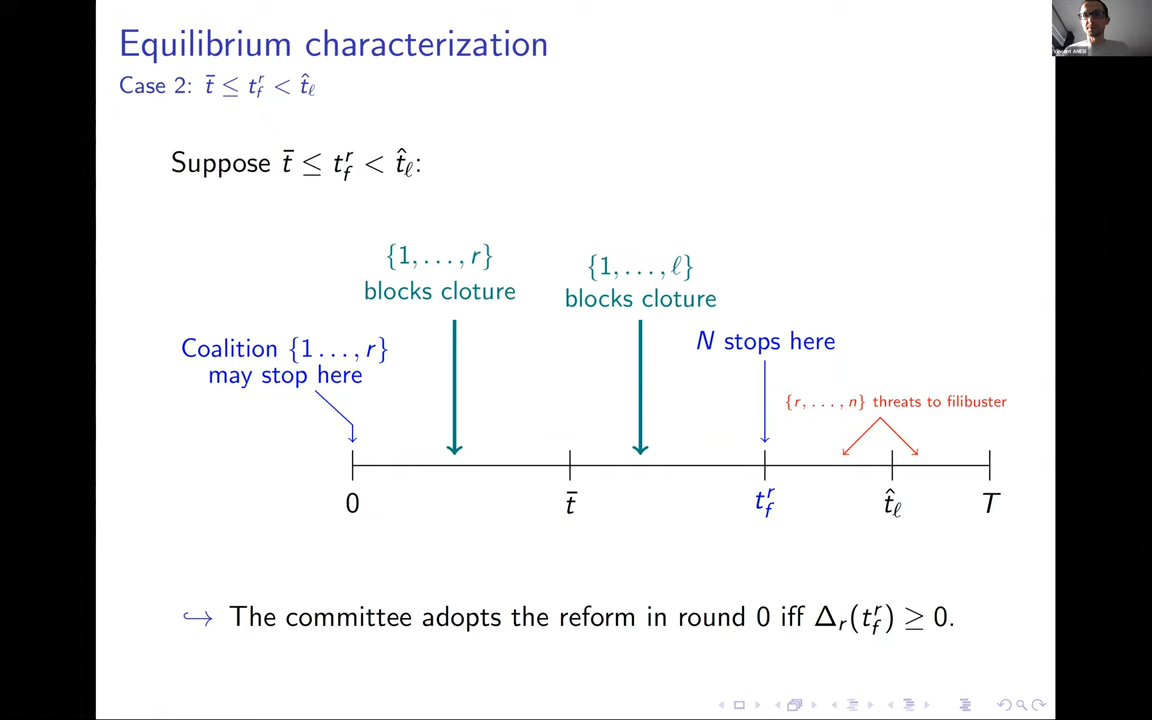 Equilibrium characterization
Case 2: t̄ ≤ t_f^r < t̂_ℓ
Suppose t̄ ≤ t_f^r < t̂_ℓ:
{1, . . . , r}
blocks cloture
{1, . . . , ℓ}
blocks cloture
N stops here
Coalition {1 . . . , r}
may stop here
{r, . . . , n} threats to filibuster
0
t̄
t_f^r
t̂_ℓ
T
↪ The committee adopts the reform in round 0 iff Δ_r(t_f^r) ≥ 0.
Vincent ANESI